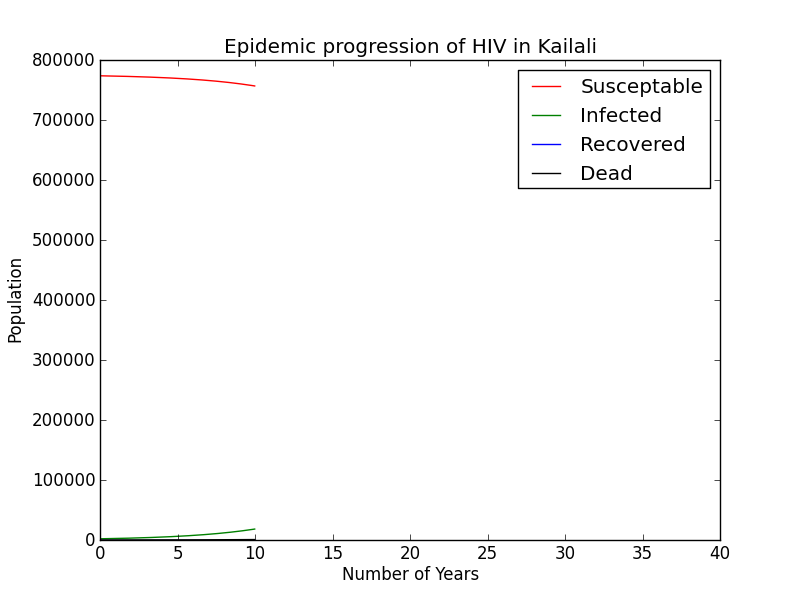 Epidemic progression of HIV in Kailali
800000
700000
600000
500000
400000
300000
200000
100000
0
Population
Susceptable
Infected
Recovered
Dead
0 5 10 15 20 25 30 35 40
Number of Years